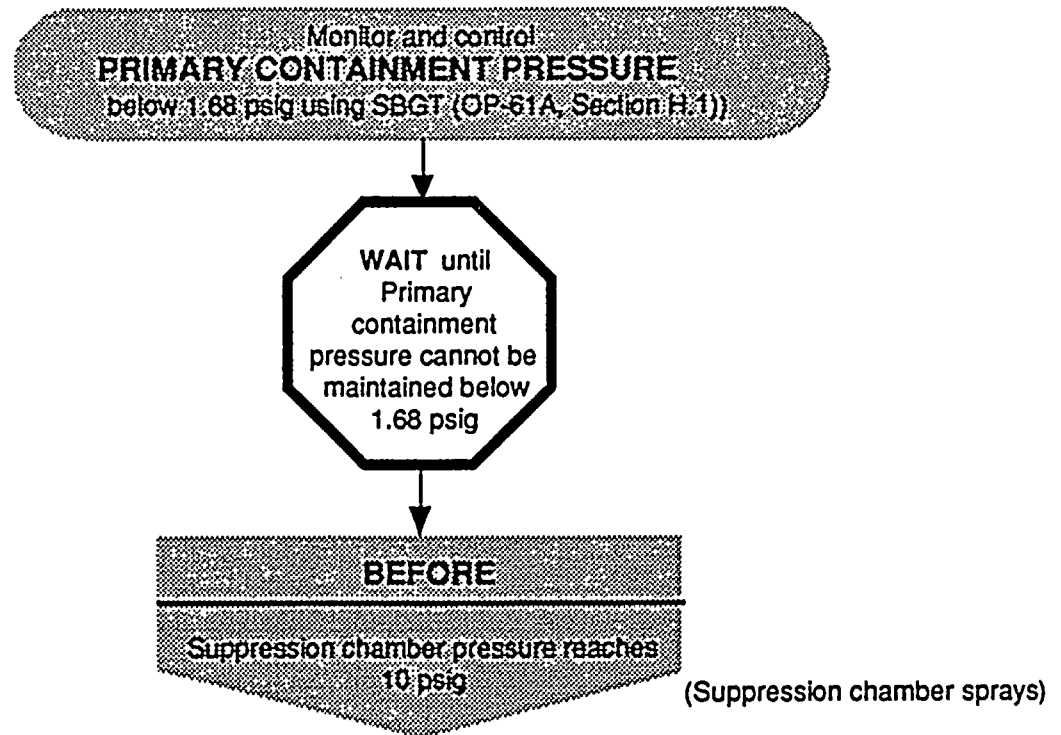 Monitor and control
PRIMARY CONTAINMENT PRESSURE
below 1.68 psig using SBGT (OP-61A, Section H.1))
WAIT until
Primary
containment
pressure cannot be
maintained below
1.68 psig
BEFORE
Suppression chamber pressure reaches
10 psig
(Suppression chamber sprays)